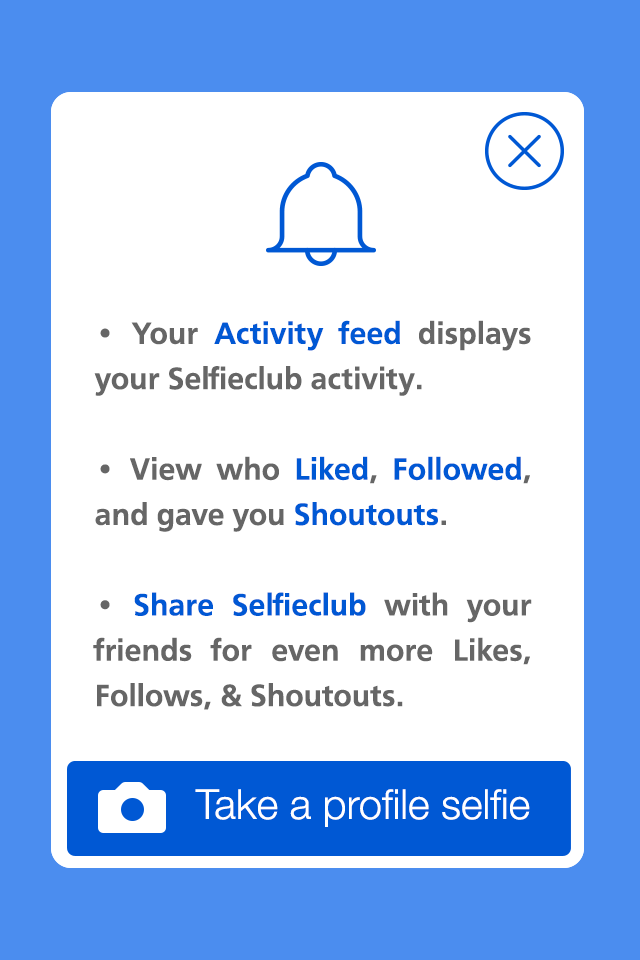 • Your Activity feed displays
your Selfieclub activity.
• View who Liked, Followed,
and gave you Shoutouts.
• Share Selfieclub with your
friends for even more Likes,
Follows, & Shoutouts.
Take a profile selfie